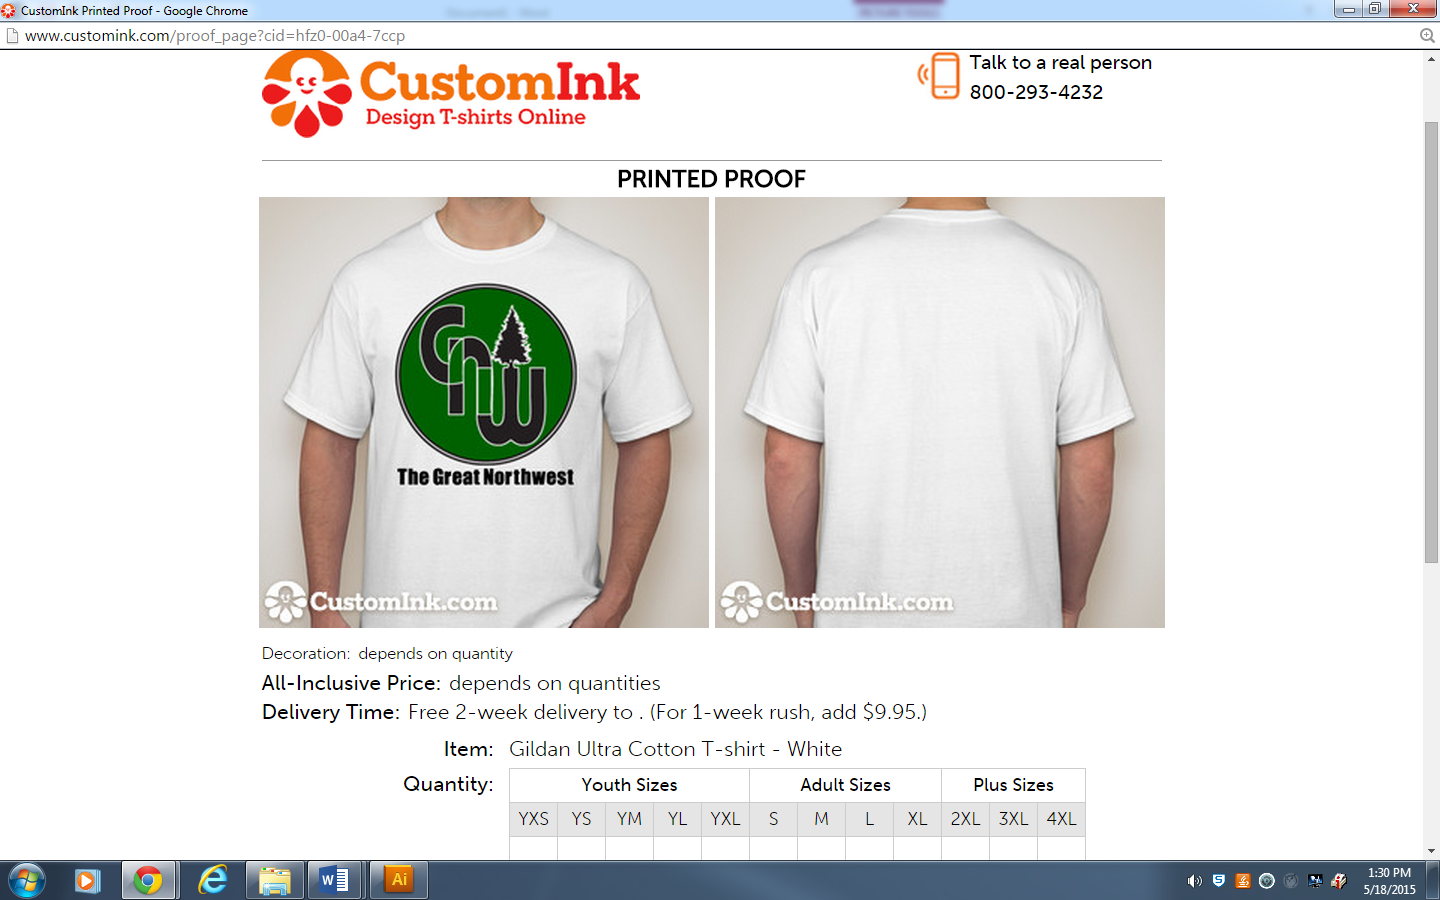 CustomInk Printed Proof - Google Chrome
www.customink.com/proof_page?cid=hfz0-00a4-7ccp
CustomInk
Design T-shirts Online
Talk to a real person
800-293-4232
PRINTED PROOF
Gnw
The Great Northwest
CustomInk.com
CustomInk.com
Decoration: depends on quantity
All-Inclusive Price: depends on quantities
Delivery Time: Free 2-week delivery to . (For 1-week rush, add $9.95.)
Item: Gildan Ultra Cotton T-shirt - White
Quantity: Youth Sizes Adult Sizes Plus Sizes
YXS YS YM YL YXL S M L XL 2XL 3XL 4XL
W Ai
1:30 PM
5/18/2015